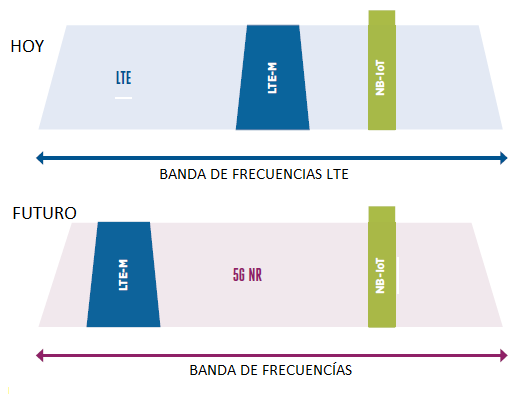 HOY
LTE
LTE-M
NB-IoT
BANDA DE FRECUENCIAS LTE
FUTURO
LTE-M
5G NR
NB-IoT
BANDA DE FRECUENCÍAS